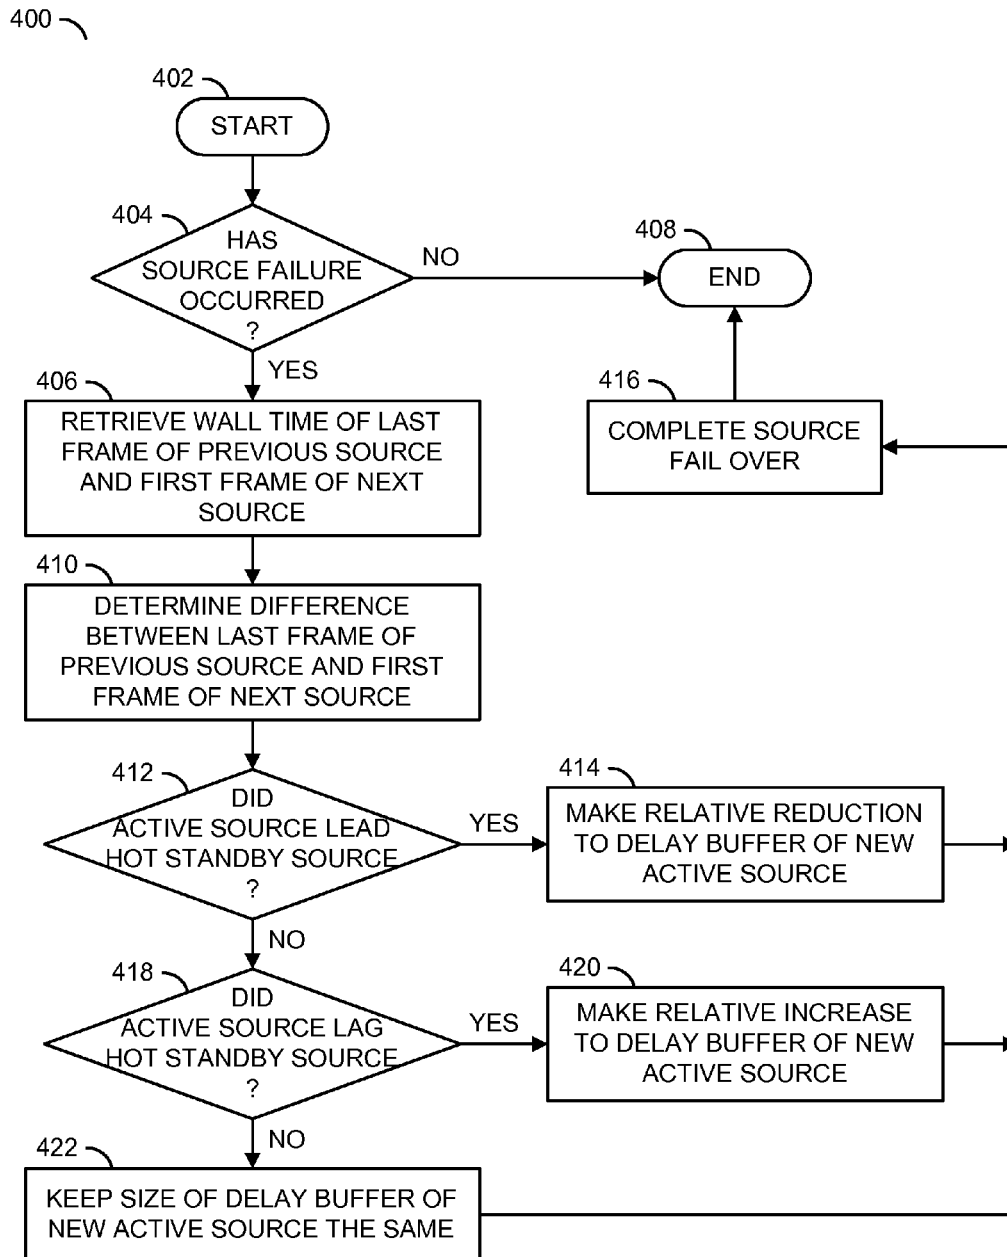 400
402
START
404
HAS
SOURCE FAILURE
OCCURRED
?
NO
408
END
YES
406
RETRIEVE WALL TIME OF LAST
FRAME OF PREVIOUS SOURCE
AND FIRST FRAME OF NEXT
SOURCE
416
COMPLETE SOURCE
FAIL OVER
410
DETERMINE DIFFERENCE
BETWEEN LAST FRAME OF
PREVIOUS SOURCE AND FIRST
FRAME OF NEXT SOURCE
412
DID
ACTIVE SOURCE LEAD
HOT STANDBY SOURCE
?
YES
414
MAKE RELATIVE REDUCTION
TO DELAY BUFFER OF NEW
ACTIVE SOURCE
NO
418
DID
ACTIVE SOURCE LAG
HOT STANDBY SOURCE
?
YES
420
MAKE RELATIVE INCREASE
TO DELAY BUFFER OF NEW
ACTIVE SOURCE
NO
422
KEEP SIZE OF DELAY BUFFER OF
NEW ACTIVE SOURCE THE SAME